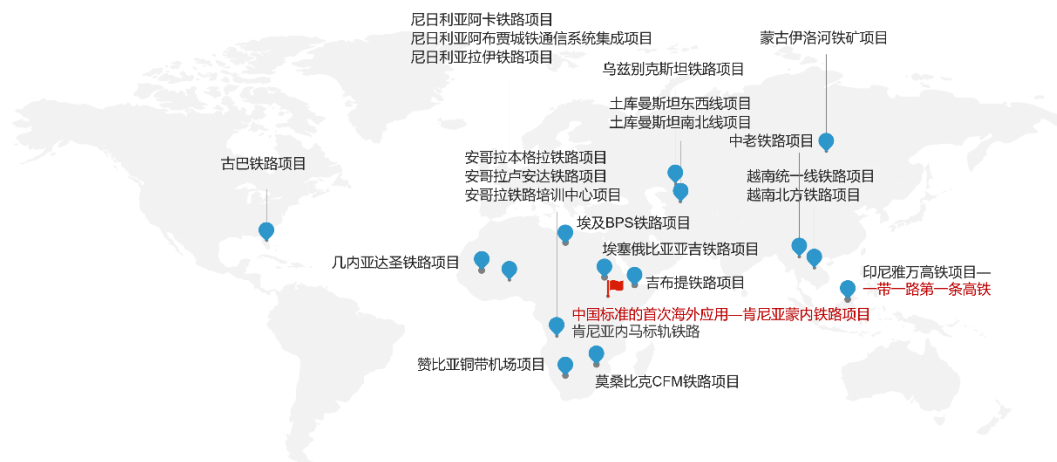 尼日利亚阿卡铁路项目
尼日利亚阿布贾城铁通信系统集成项目
尼日利亚拉伊铁路项目
蒙古伊洛河铁矿项目
乌兹别克斯坦铁路项目
土库曼斯坦东西线项目
土库曼斯坦南北线项目
中老铁路项目
古巴铁路项目
安哥拉本格拉铁路项目
安哥拉卢安达铁路项目
安哥拉铁路培训中心项目
越南统一线铁路项目
越南北方铁路项目
埃及BPS铁路项目
埃塞俄比亚亚吉铁路项目
几内亚达圣铁路项目
吉布提铁路项目
印尼雅万高铁项目—
一带一路第一条高铁
中国标准的首次海外应用—肯尼亚蒙内铁路项目
肯尼亚内马标轨铁路
赞比亚铜带机场项目
莫桑比克CFM铁路项目